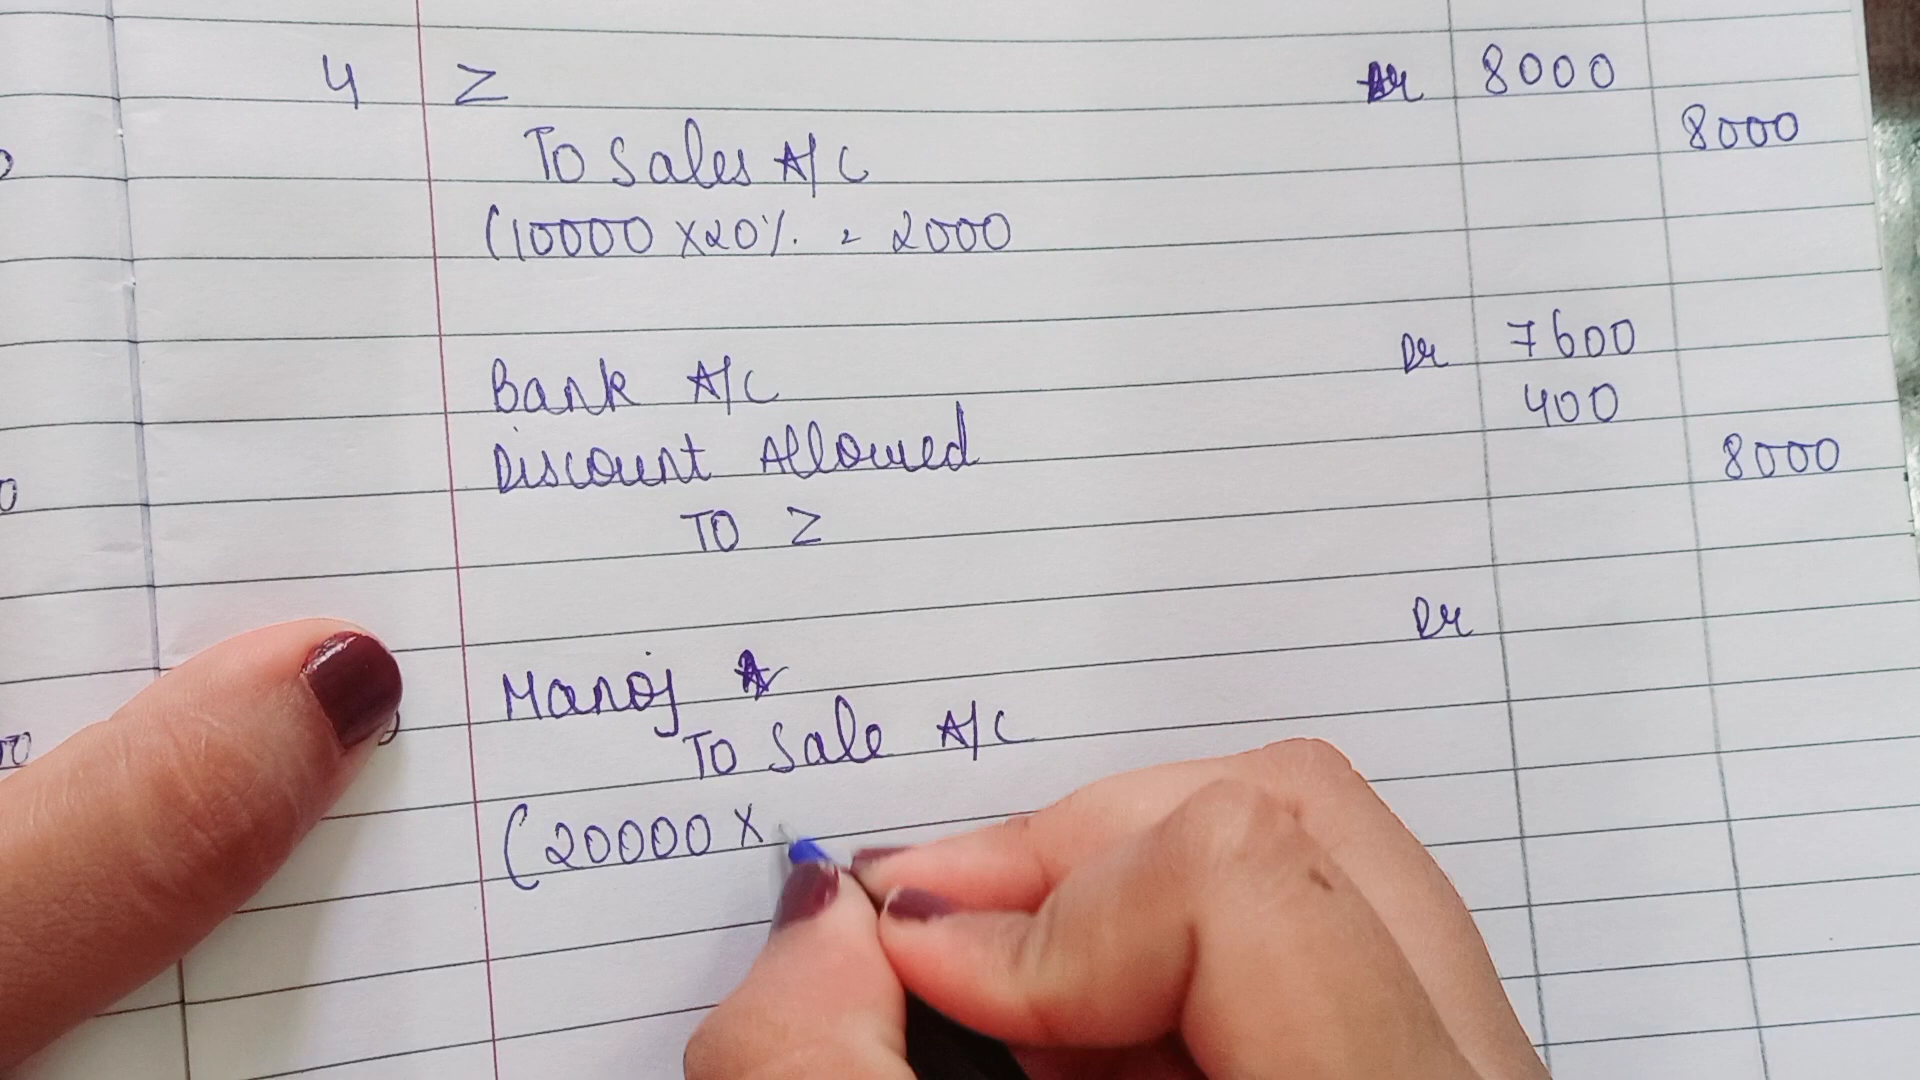 4 Z Dr 8000
To Sales A/C 8000
(10000 x 20% = 2000
Bank A/C Dr 7600
Discount Allowed 400
To Z 8000
Manoj Dr
To Sale A/C
(20000 x